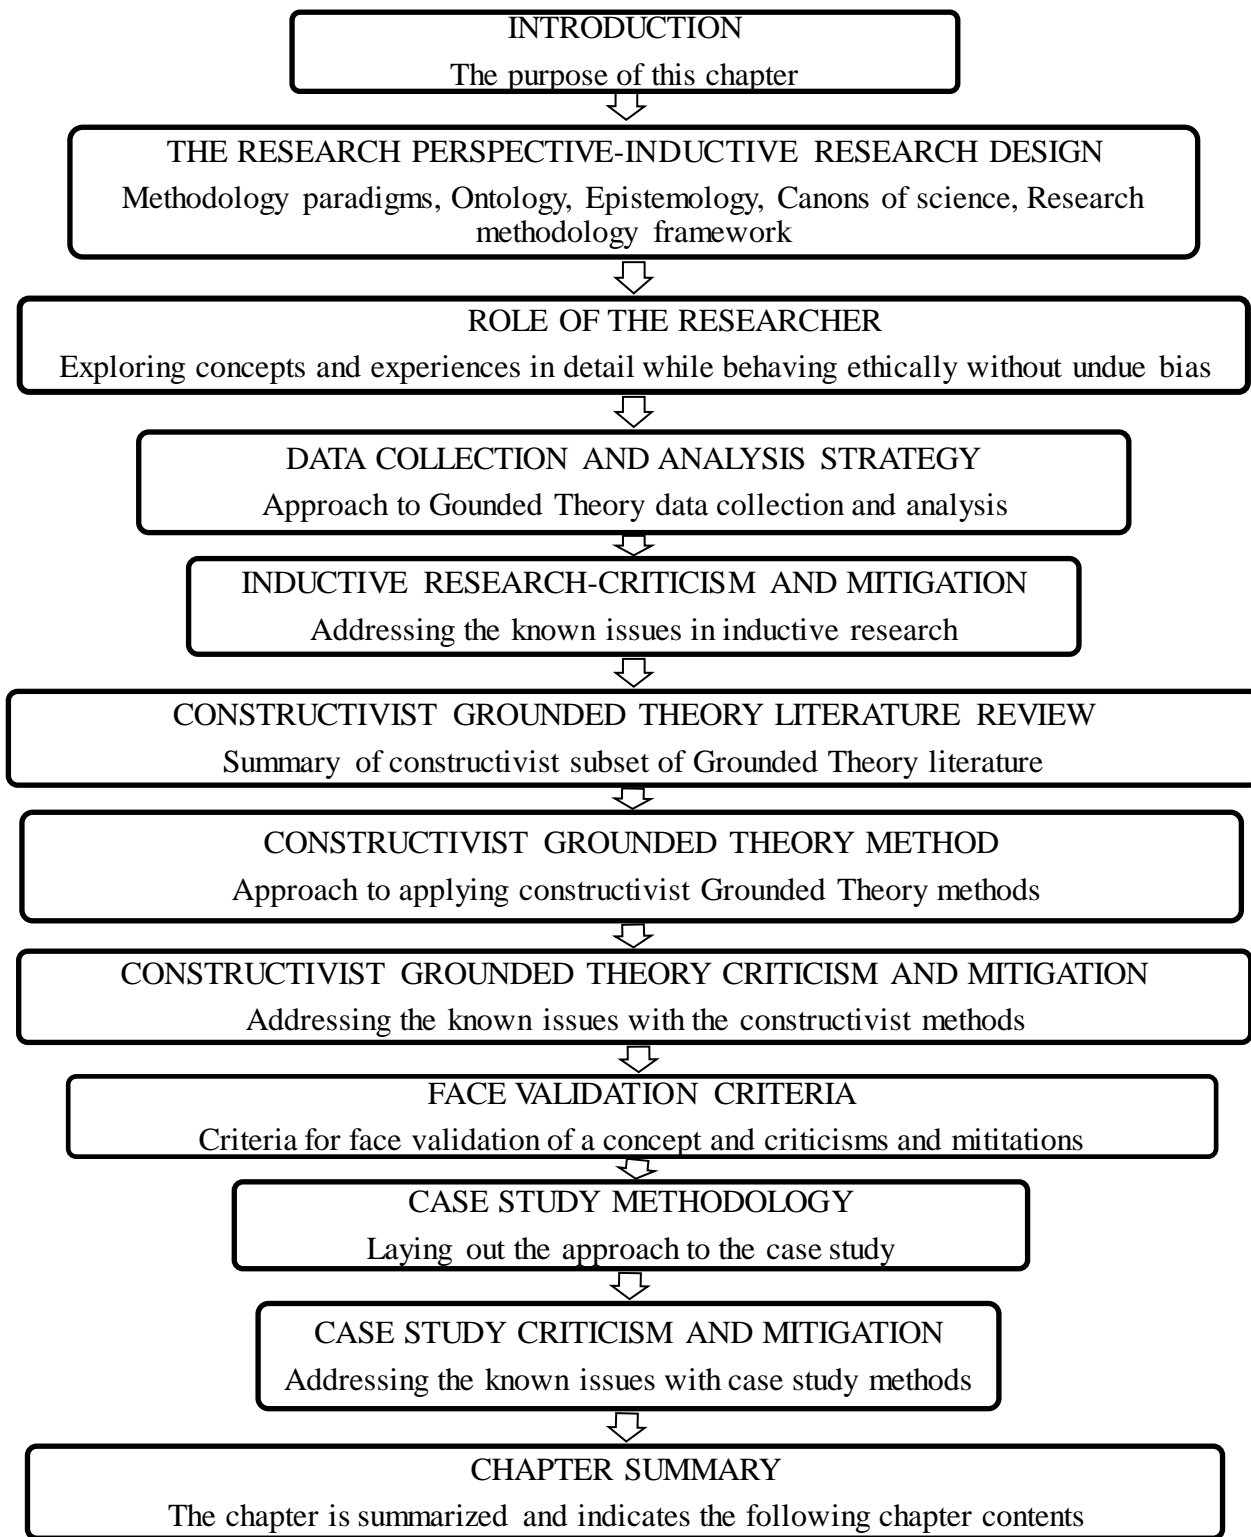 INTRODUCTION
The purpose of this chapter
THE RESEARCH PERSPECTIVE-INDUCTIVE RESEARCH DESIGN
Methodology paradigms, Ontology, Epistemology, Canons of science, Research
methodology framework
ROLE OF THE RESEARCHER
Exploring concepts and experiences in detail while behaving ethically without undue bias
DATA COLLECTION AND ANALYSIS STRATEGY
Approach to Gounded Theory data collection and analysis
INDUCTIVE RESEARCH-CRITICISM AND MITIGATION
Addressing the known issues in inductive research
CONSTRUCTIVIST GROUNDED THEORY LITERATURE REVIEW
Summary of constructivist subset of Grounded Theory literature
CONSTRUCTIVIST GROUNDED THEORY METHOD
Approach to applying constructivist Grounded Theory methods
CONSTRUCTIVIST GROUNDED THEORY CRITICISM AND MITIGATION
Addressing the known issues with the constructivist methods
FACE VALIDATION CRITERIA
Criteria for face validation of a concept and criticisms and mititations
CASE STUDY METHODOLOGY
Laying out the approach to the case study
CASE STUDY CRITICISM AND MITIGATION
Addressing the known issues with case study methods
CHAPTER SUMMARY
The chapter is summarized and indicates the following chapter contents